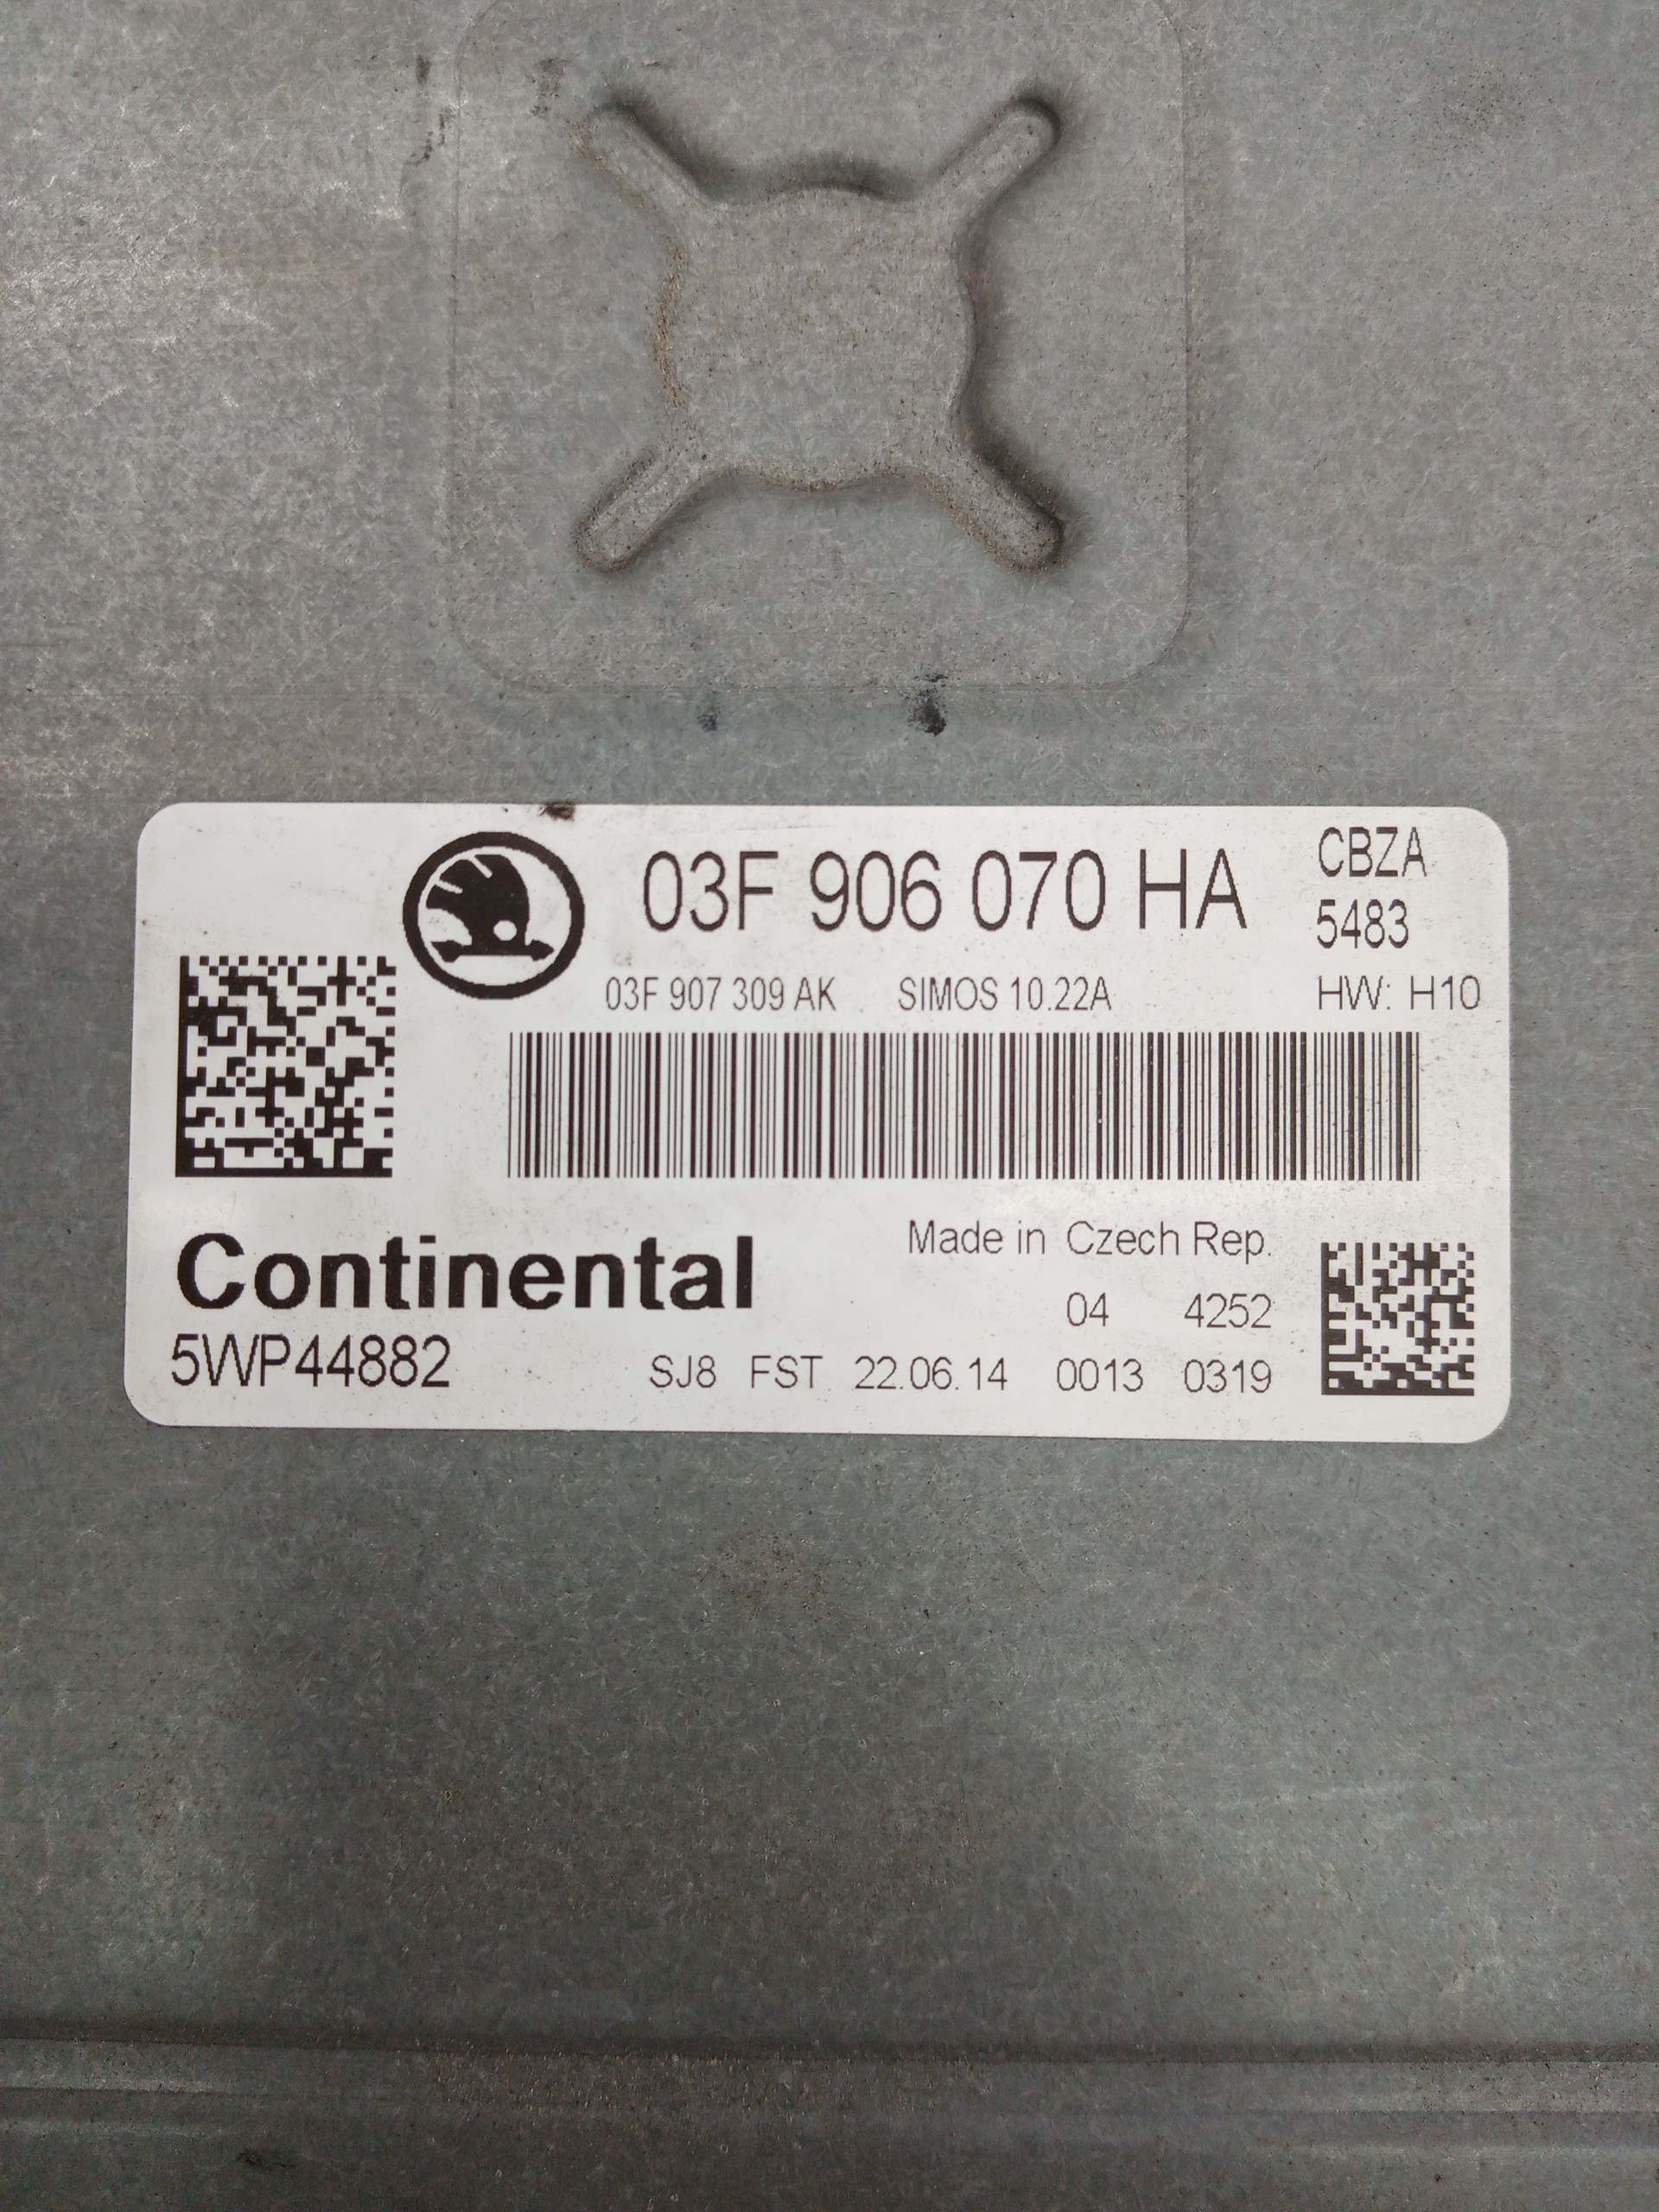 03F 906 070 HA
CBZA
5483
03F 907 309 AK SIMOS 10.22A HW: H10
Continental
Made in Czech Rep.
04 4252
5WP44882
SJ8 FST 22.06.14 0013 0319